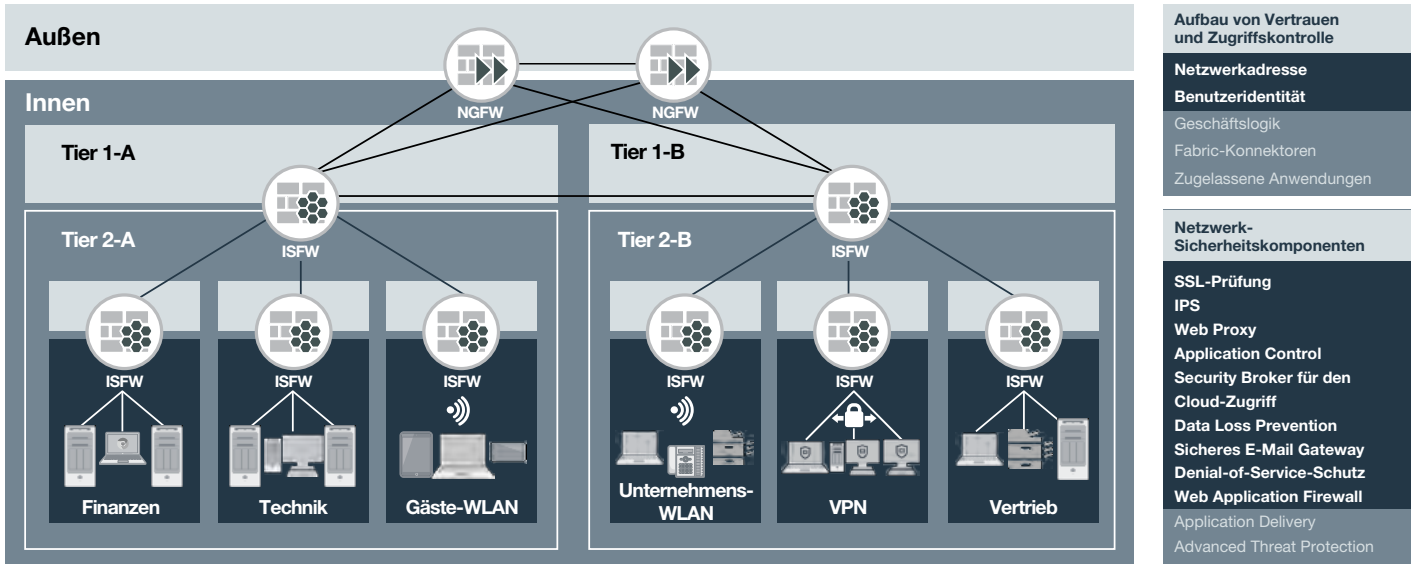 Außen
NGFW
NGFW
Innen
Tier 1-A
Tier 1-B
ISFW
ISFW
Tier 2-A
Tier 2-B
ISFW
ISFW
ISFW
ISFW
ISFW
ISFW
Finanzen
Technik
Gäste-WLAN
Unternehmens-
WLAN
VPN
Vertrieb
Aufbau von Vertrauen
und Zugriffskontrolle
Netzwerkadresse
Benutzeridentität
Geschäftslogik
Fabric-Konnektoren
Zugelassene Anwendungen
Netzwerk-
Sicherheitskomponenten
SSL-Prüfung
IPS
Web Proxy
Application Control
Security Broker für den
Cloud-Zugriff
Data Loss Prevention
Sicheres E-Mail Gateway
Denial-of-Service-Schutz
Web Application Firewall
Application Delivery
Advanced Threat Protection